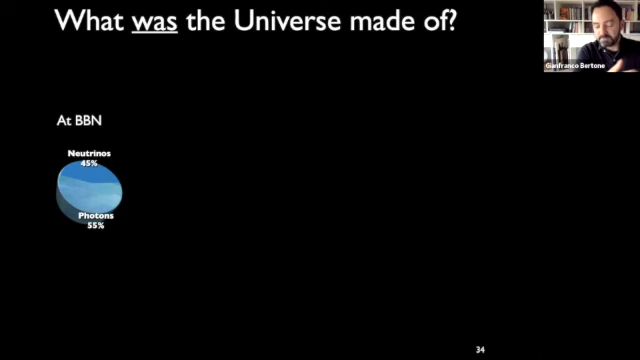 What was the Universe made of?
Gianfranco Bertone
At BBN
Neutrinos
45%
Photons
55%
34